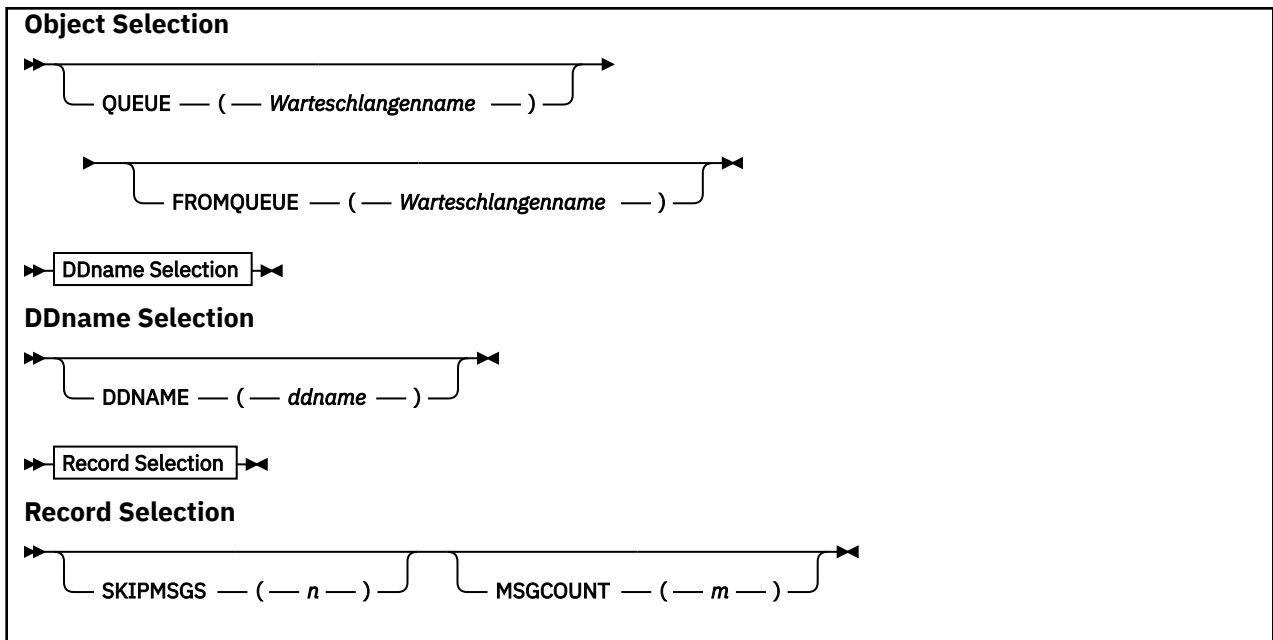 Object Selection
QUEUE ( Warteschlangenname )
FROMQUEUE ( Warteschlangenname )
DDname Selection
DDname Selection
DDNAME ( ddname )
Record Selection
Record Selection
SKIPMSGS ( n ) MSGCOUNT ( m )